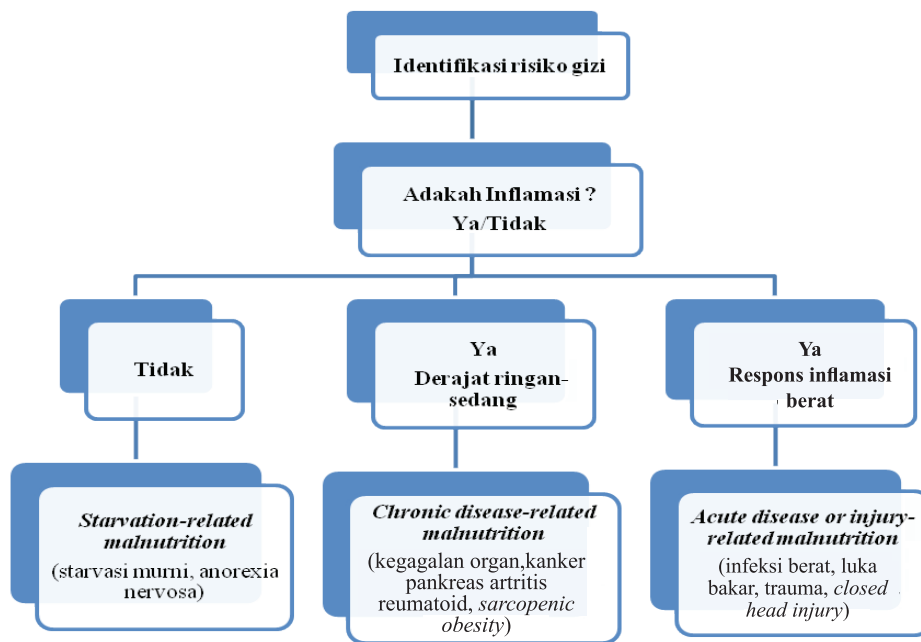 Identifikasi risiko gizi
Adakah Inflamasi ?
Ya/Tidak
Tidak
Ya
Derajat ringan-
sedang
Ya
Respons inflamasi
berat
Starvation-related
malnutrition
(starvasi murni, anorexia
nervosa)
Chronic disease-related
malnutrition
(kegagalan organ,kanker
pankreas artritis
reumatoid, sarcopenic
obesity)
Acute disease or injury-
related malnutrition
(infeksi berat, luka
bakar, trauma, closed
head injury)